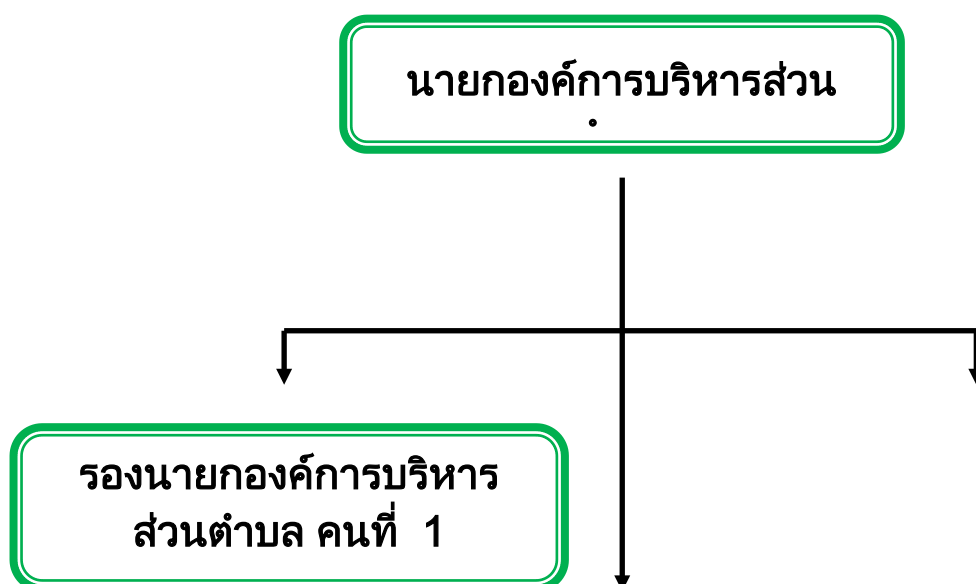 นายกองค์การบริหารส่วน
รองนายกองค์การบริหาร
ส่วนตำบล คนที่ 1